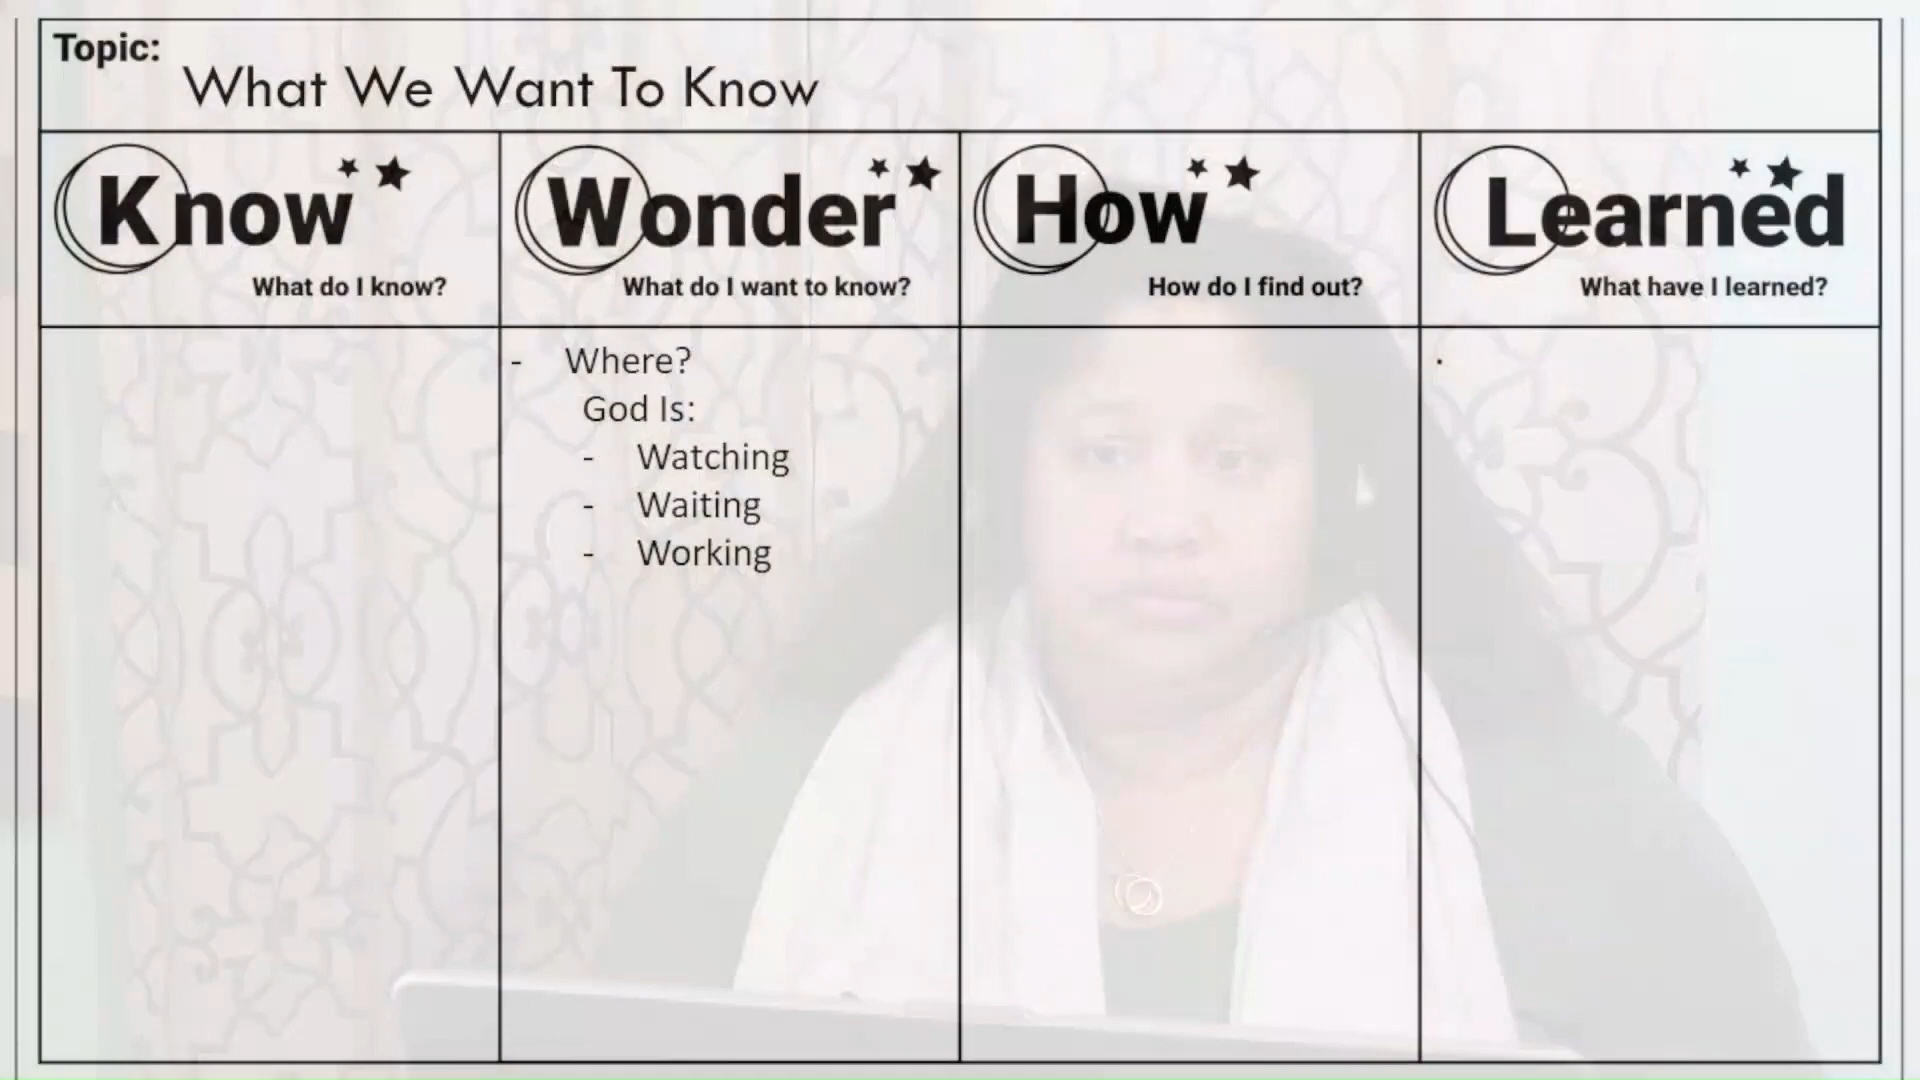 Topic:
What We Want To Know
Know
What do I know?
Wonder
What do I want to know?
How
How do I find out?
Learned
What have I learned?
- Where?
God Is:
- Watching
- Waiting
- Working
.